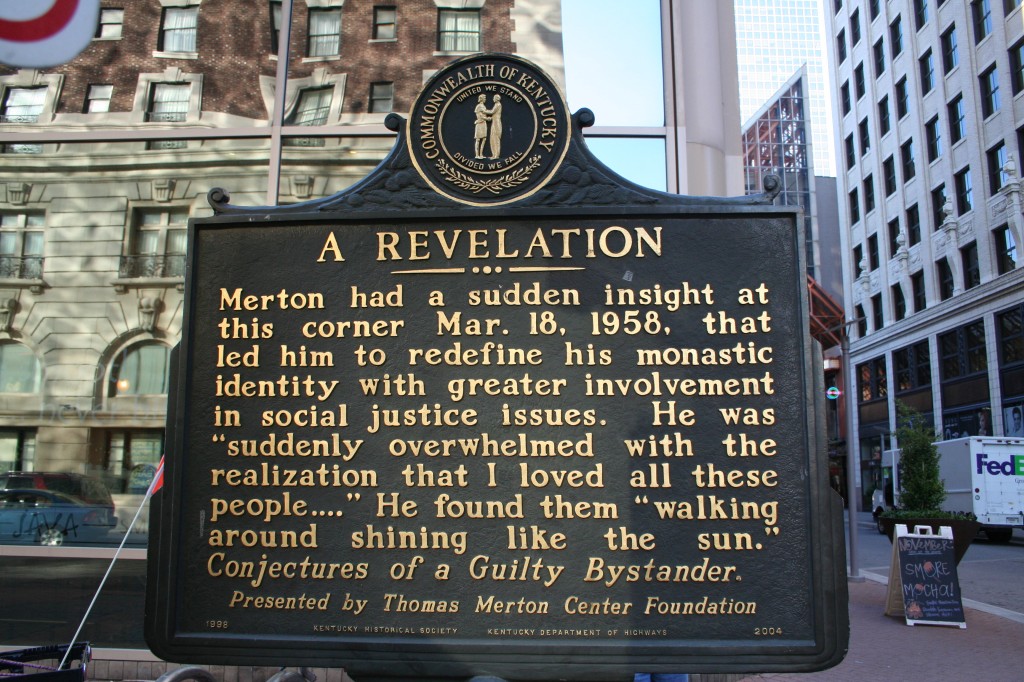 COMMONWEALTH OF KENTUCKY
UNITED WE STAND
DIVIDED WE FALL
A REVELATION
Merton had a sudden insight at
this corner Mar. 18, 1958, that
led him to redefine his monastic
identity with greater involvement
in social justice issues. He was
“suddenly overwhelmed with the
realization that I loved all these
people....” He found them “walking
around shining like the sun.”
Conjectures of a Guilty Bystander.
Presented by Thomas Merton Center Foundation
1998 KENTUCKY HISTORICAL SOCIETY KENTUCKY DEPARTMENT OF HIGHWAYS 2004
JAVA
FedE
NOVEMBER
SMORE
MOCHA!